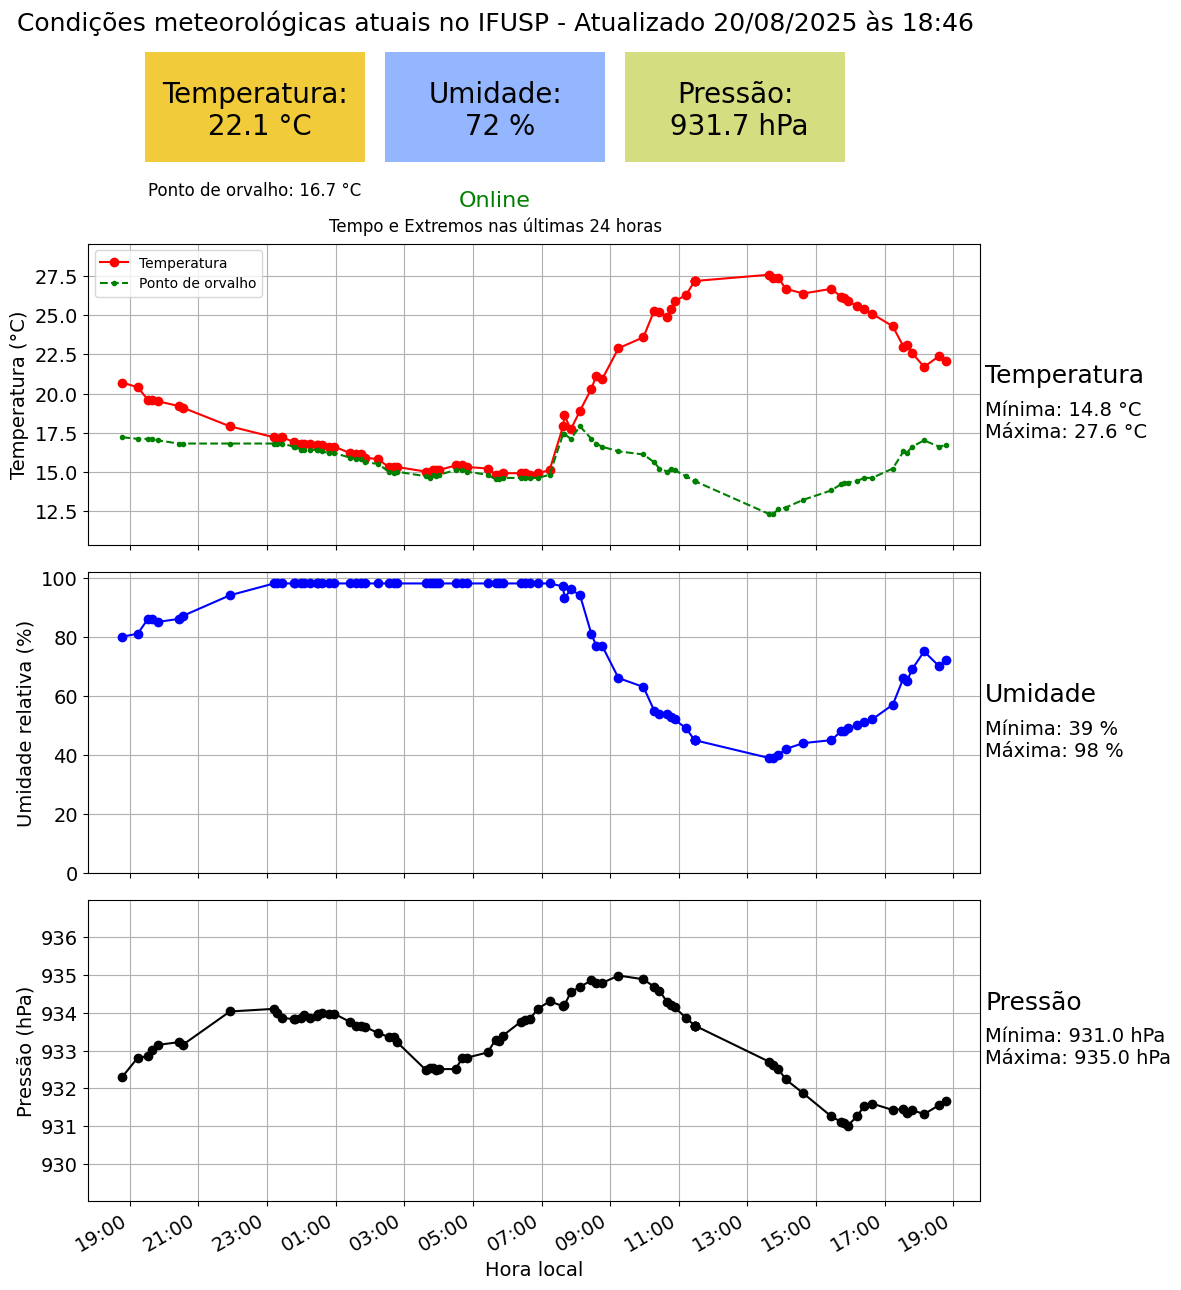 Condições meteorológicas atuais no IFUSP - Atualizado 20/08/2025 às 18:46
Temperatura:
22.1 °C
Umidade:
72 %
Pressão:
931.7 hPa
Ponto de orvalho: 16.7 °C
Online
Tempo e Extremos nas últimas 24 horas
Temperatura (°C)
27.5
25.0
22.5
20.0
17.5
15.0
12.5
Temperatura
Ponto de orvalho
Temperatura
Mínima: 14.8 °C
Máxima: 27.6 °C
Umidade relativa (%)
100
80
60
40
20
0
Umidade
Mínima: 39 %
Máxima: 98 %
Pressão (hPa)
936
935
934
933
932
931
930
Pressão
Mínima: 931.0 hPa
Máxima: 935.0 hPa
19:00 21:00 23:00 01:00 03:00 05:00 07:00 09:00 11:00 13:00 15:00 17:00 19:00
Hora local